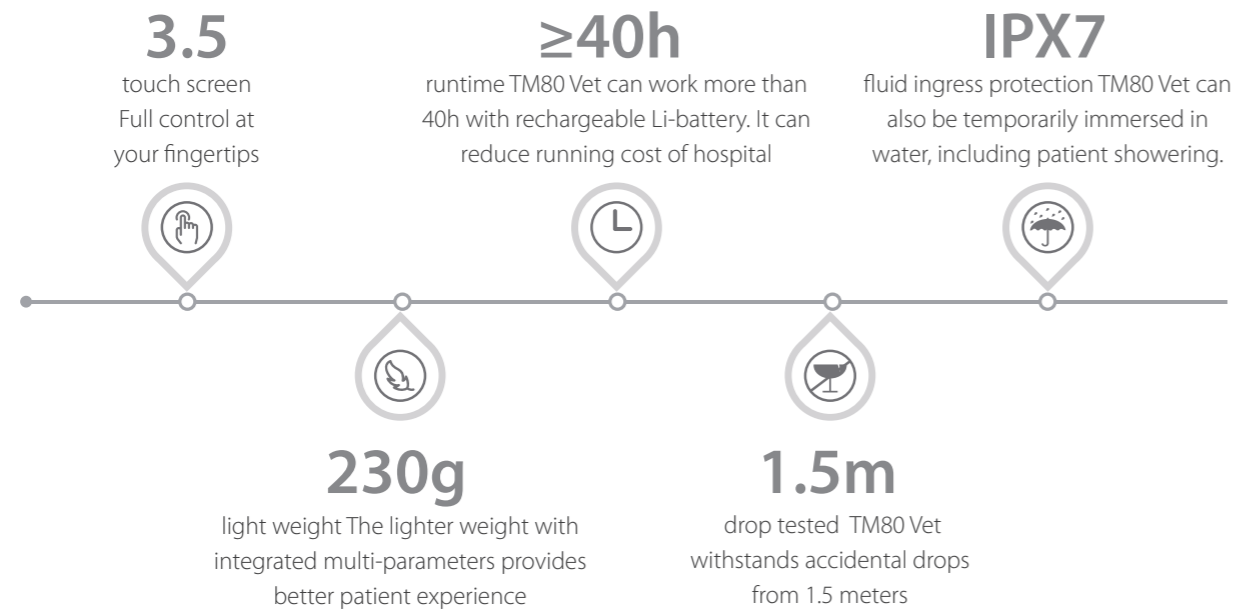 3.5
touch screen
Full control at
your fingertips
≥40h
runtime TM80 Vet can work more than
40h with rechargeable Li-battery. It can
reduce running cost of hospital
IPX7
fluid ingress protection TM80 Vet can
also be temporarily immersed in
water, including patient showering.
230g
light weight The lighter weight with
integrated multi-parameters provides
better patient experience
1.5m
drop tested  TM80 Vet
withstands accidental drops
from 1.5 meters